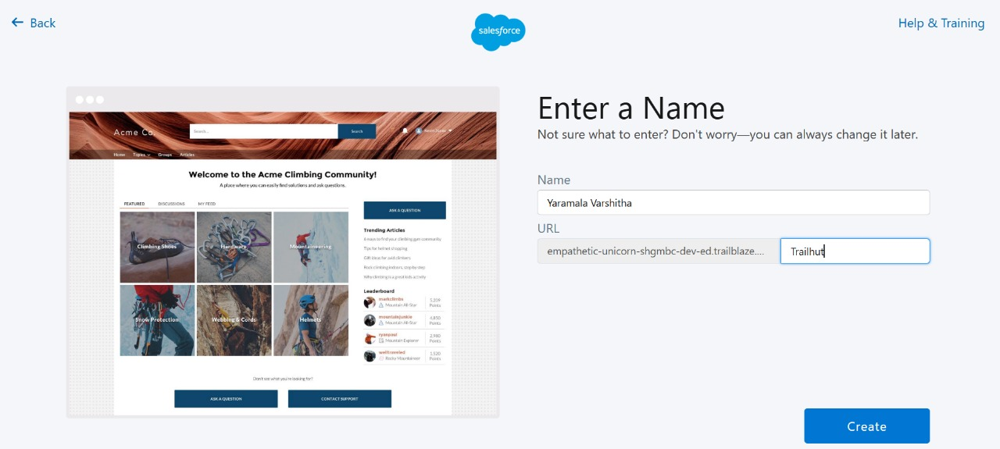 Back
salesforce
Help & Training
Acme Co.
Search...
Search
Home Topics Groups Articles
Welcome to the Acme Climbing Community!
A place where you can easily find solutions and ask questions.
FEATURED DISCUSSIONS MY FEED
Climbing Shoes
Hardware
Mountaineering
Snow Protection
Webbing & Cords
Helmets
ASK A QUESTION
Trending Articles
6 ways to find your climbing gym community
Tips for helmet shopping
Gift ideas for avid climbers
Rock climbing indoors, step by step
Why climbing is a great kids activity
Leaderboard
markclimbs
Mountain All-Star
5,209
Points
mountainjunkie
Mountain All-Star
4,850
Points
ryanpaul
Mountain Explorer
2,980
Points
welltraveled
Rocky Mountaineer
1,520
Points
Don't see what you're looking for?
ASK A QUESTION
CONTACT SUPPORT
Enter a Name
Not sure what to enter? Don't worry—you can always change it later.
Name
Yaramala Varshitha
URL
empathetic-unicorn-shgmbc-dev-ed.trailblaze....
Trailhut
Create